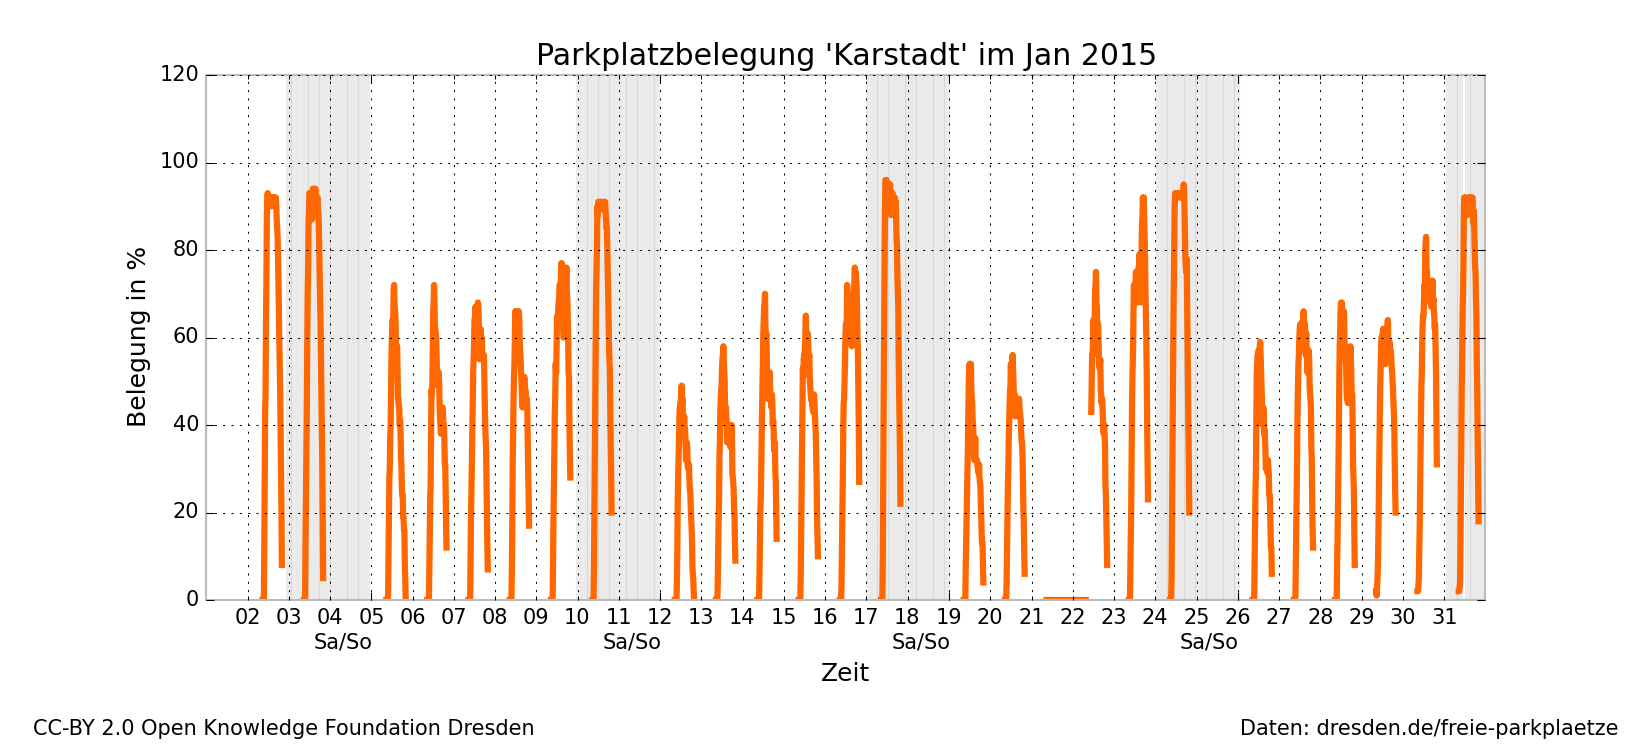 Parkplatzbelegung 'Karstadt' im Jan 2015
120
100
80
60
40
20
0
Belegung in %
02 03 04 05 06 07 08 09 10 11 12 13 14 15 16 17 18 19 20 21 22 23 24 25 26 27 28 29 30 31
Sa/So Sa/So Sa/So Sa/So
Zeit
CC-BY 2.0 Open Knowledge Foundation Dresden
Daten: dresden.de/freie-parkplaetze